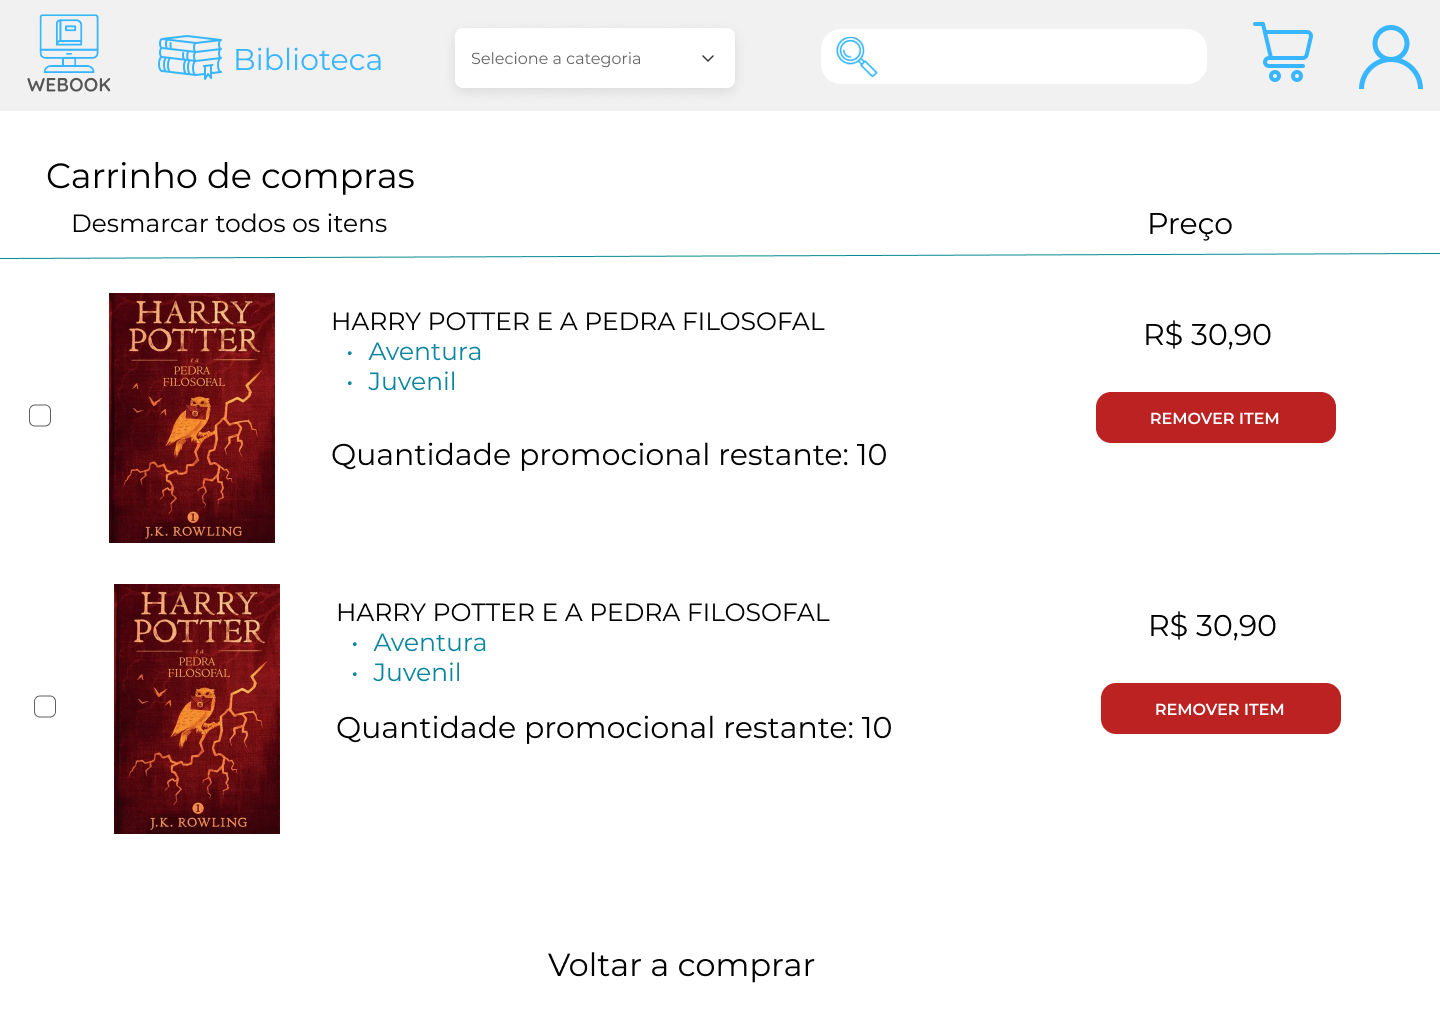 WEBOOK
Biblioteca
Selecione a categoria
Carrinho de compras
Desmarcar todos os itens
Preço
HARRY
POTTER
e a
PEDRA
FILOSOFAL
1
J.K. ROWLING
HARRY POTTER E A PEDRA FILOSOFAL
• Aventura
• Juvenil
Quantidade promocional restante: 10
R$ 30,90
REMOVER ITEM
HARRY
POTTER
e a
PEDRA
FILOSOFAL
1
J.K. ROWLING
HARRY POTTER E A PEDRA FILOSOFAL
• Aventura
• Juvenil
Quantidade promocional restante: 10
R$ 30,90
REMOVER ITEM
Voltar a comprar